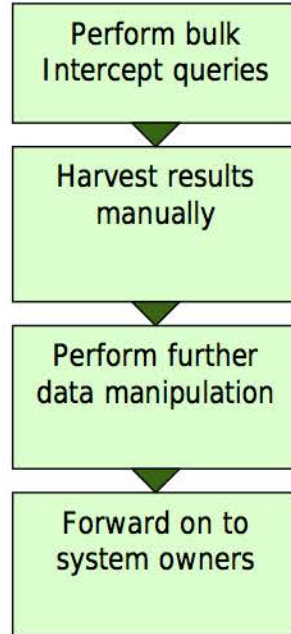 Perform bulk
Intercept queries
Harvest results
manually
Perform further
data manipulation
Forward on to
system owners